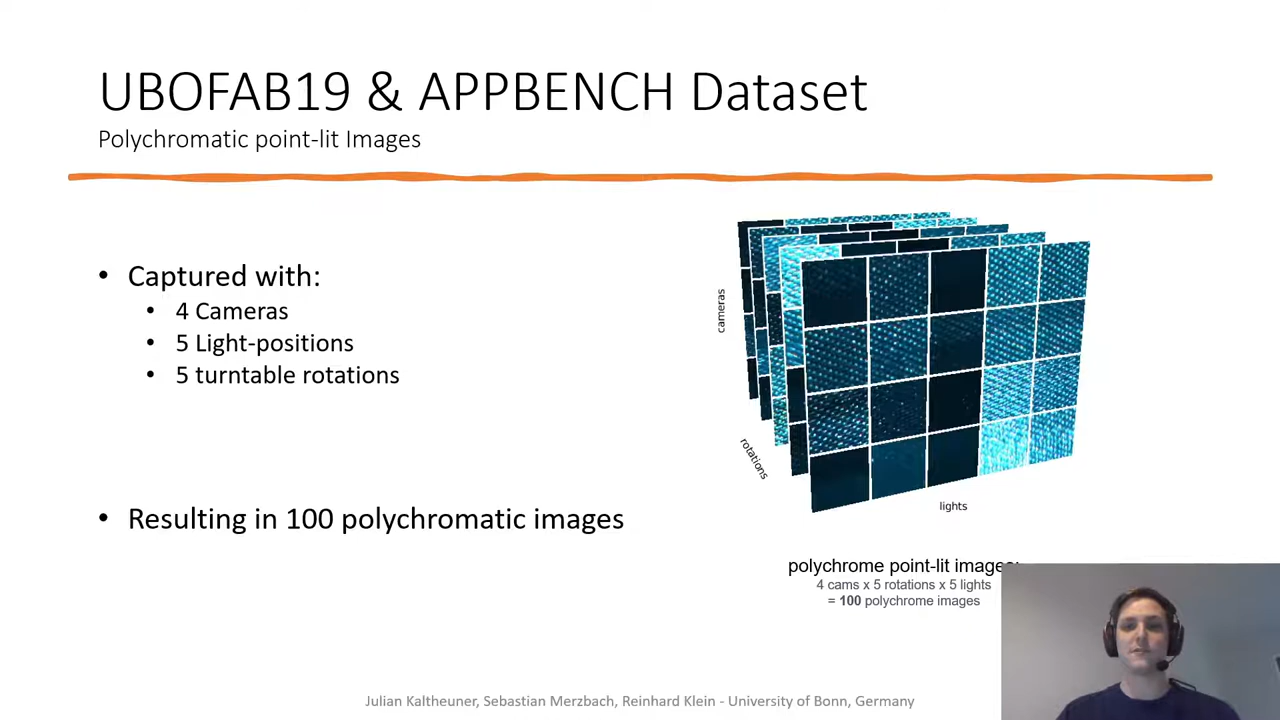 UBOFAB19 & APPBENCH Dataset
Polychromatic point-lit Images
• Captured with:
• 4 Cameras
• 5 Light-positions
• 5 turntable rotations
• Resulting in 100 polychromatic images
cameras
rotations
lights
polychrome point-lit images:
4 cams x 5 rotations x 5 lights
= 100 polychrome images
Julian Kaltheuner, Sebastian Merzbach, Reinhard Klein - University of Bonn, Germany